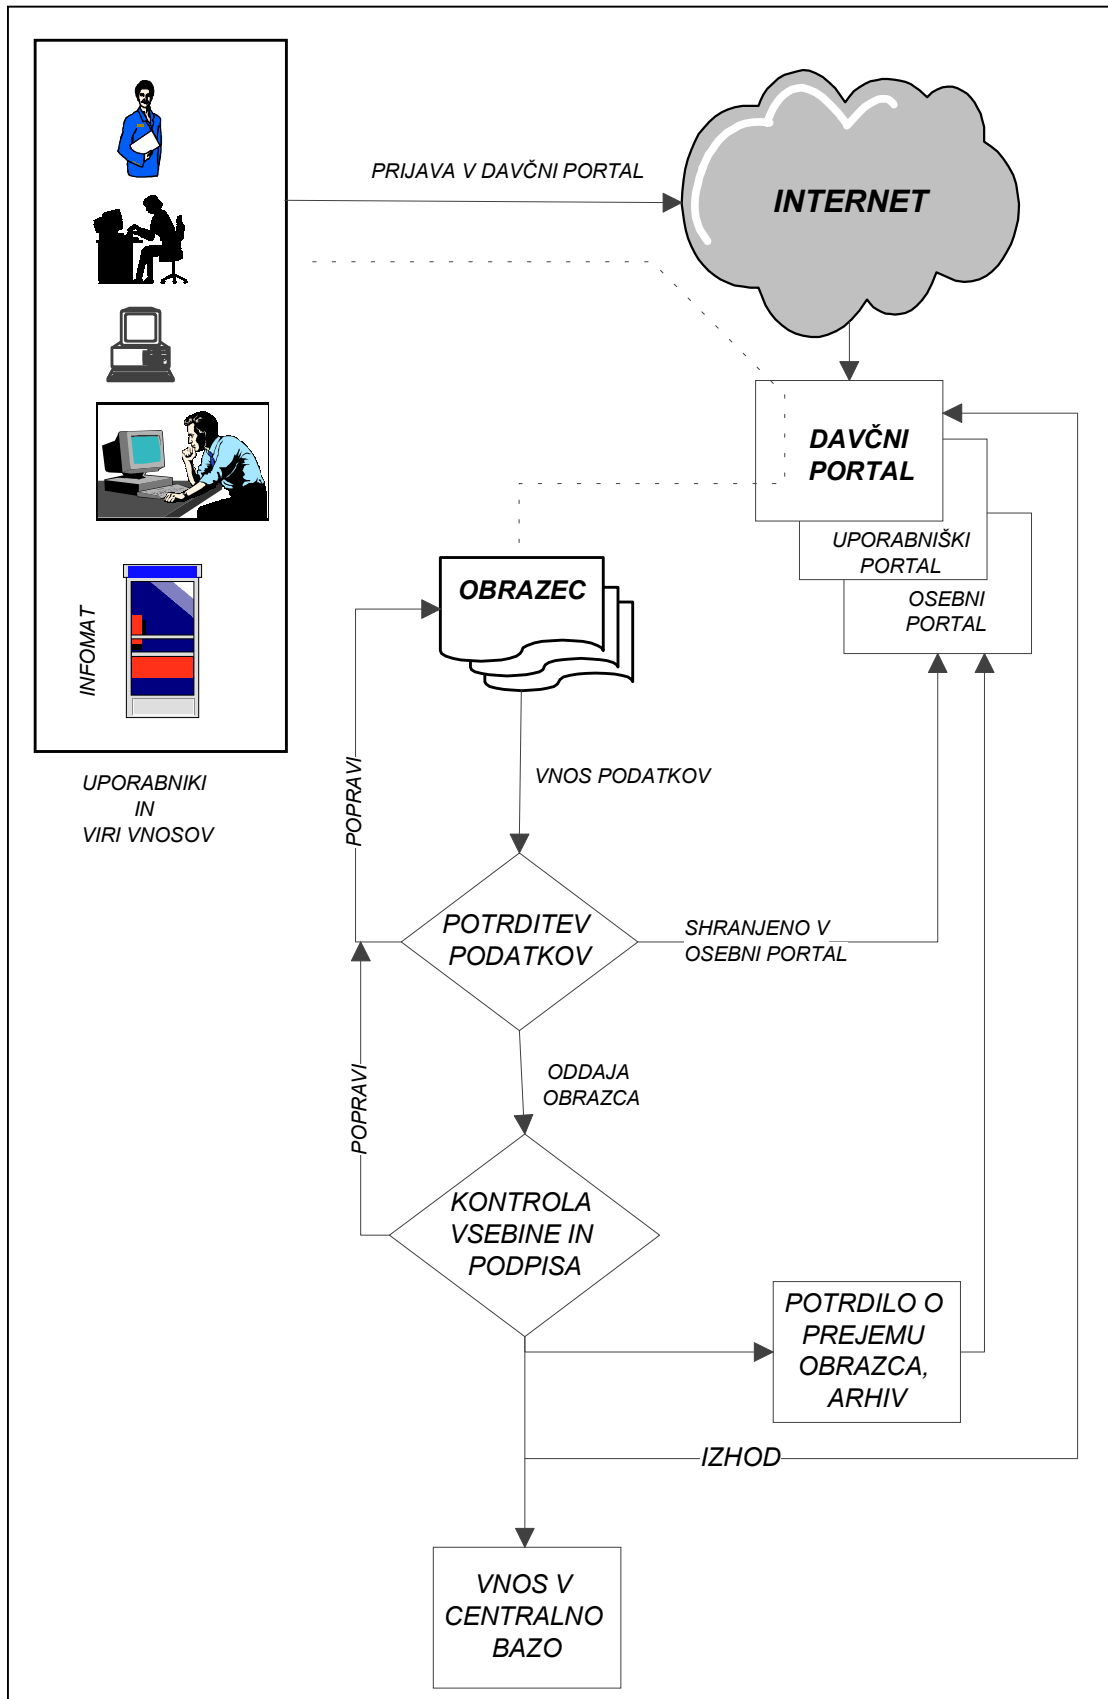 PRIJAVA V DAVČNI PORTAL
INTERNET
DAVČNI
PORTAL
UPORABNIŠKI
PORTAL
OSEBNI
PORTAL
OBRAZEC
INFOMAT
UPORABNIKI
IN
VIRI VNOSOV
POPRAVI
VNOS PODATKOV
POTRDITEV
PODATKOV
SHRANJENO V
OSEBNI PORTAL
POPRAVI
ODDAJA
OBRAZCA
KONTROLA
VSEBINE IN
PODPISA
POTRDILO O
PREJEMU
OBRAZCA,
ARHIV
IZHOD
VNOS V
CENTRALNO
BAZO